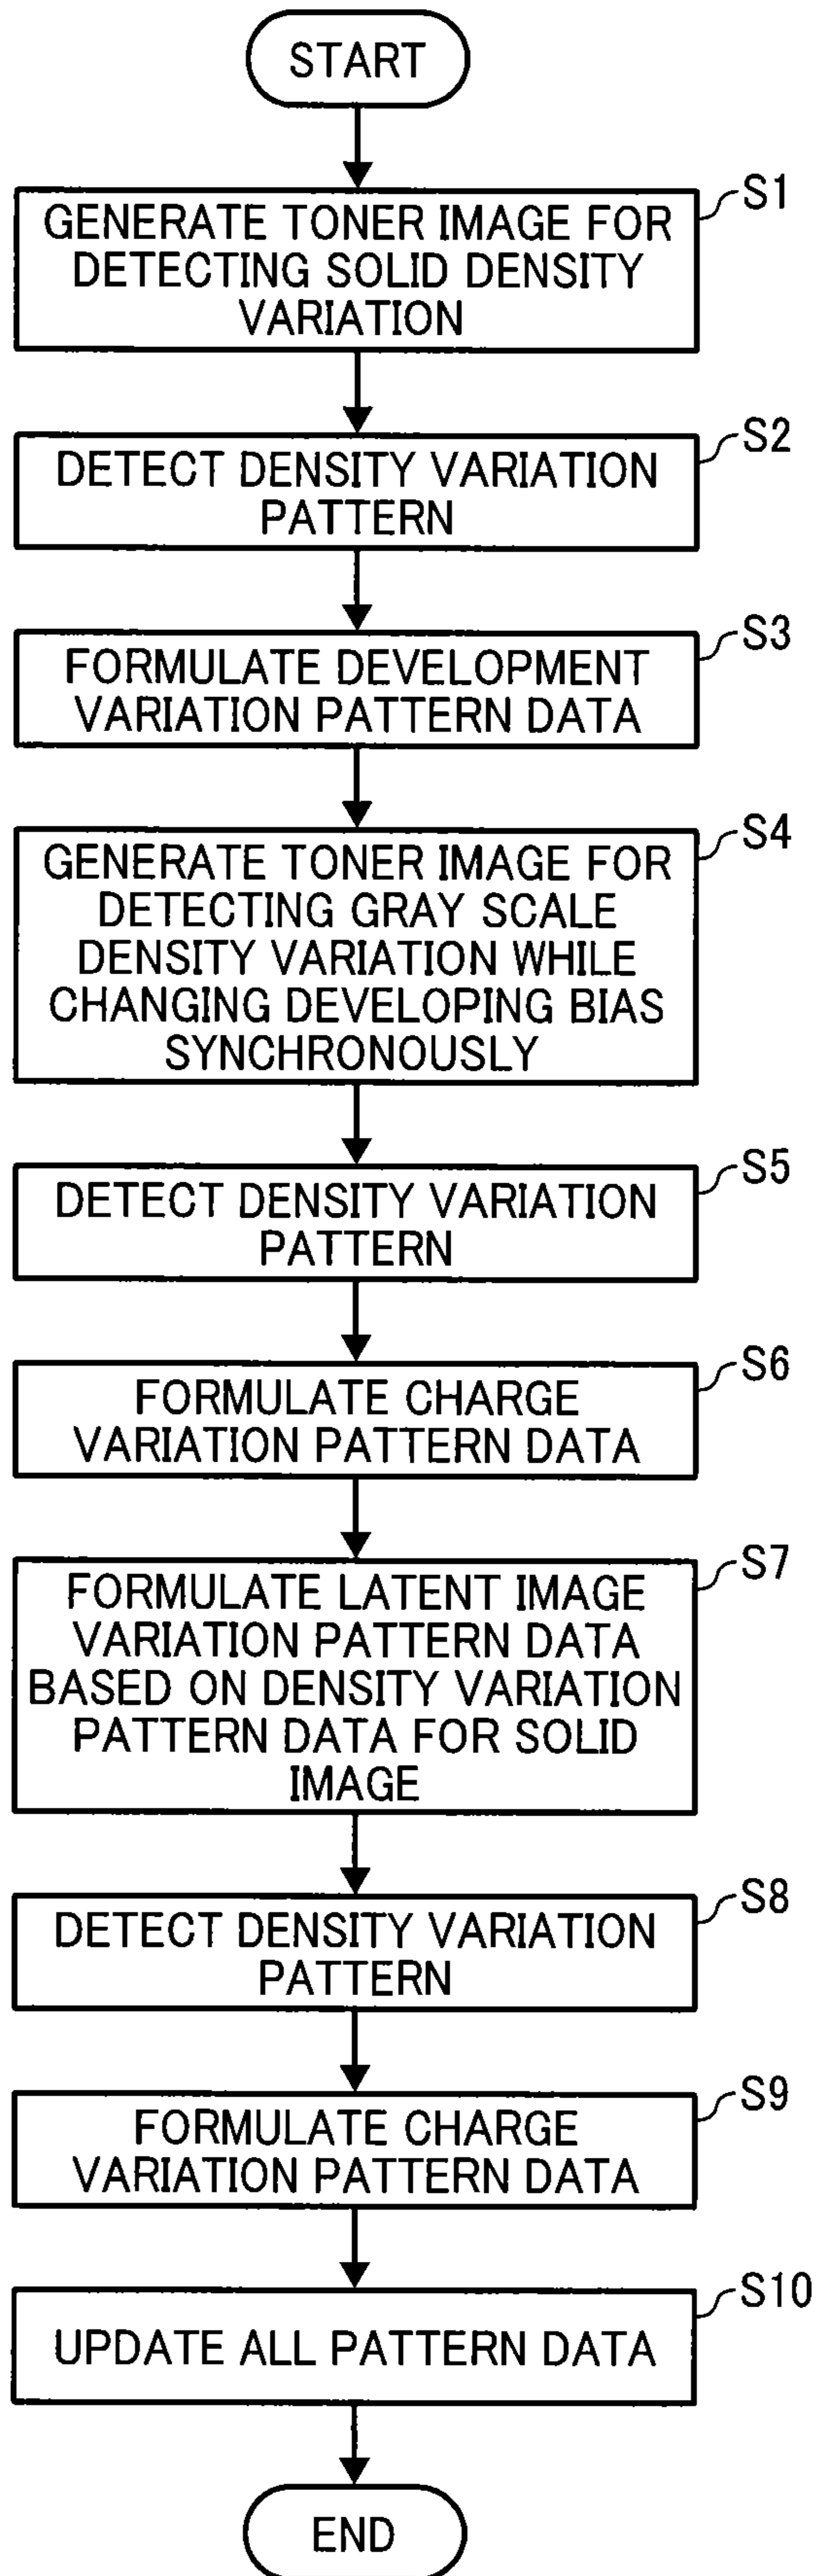 START
S1
GENERATE TONER IMAGE FOR
DETECTING SOLID DENSITY
VARIATION
S2
DETECT DENSITY VARIATION
PATTERN
S3
FORMULATE DEVELOPMENT
VARIATION PATTERN DATA
S4
GENERATE TONER IMAGE FOR
DETECTING GRAY SCALE
DENSITY VARIATION WHILE
CHANGING DEVELOPING BIAS
SYNCHRONOUSLY
S5
DETECT DENSITY VARIATION
PATTERN
S6
FORMULATE CHARGE
VARIATION PATTERN DATA
S7
FORMULATE LATENT IMAGE
VARIATION PATTERN DATA
BASED ON DENSITY VARIATION
PATTERN DATA FOR SOLID
IMAGE
S8
DETECT DENSITY VARIATION
PATTERN
S9
FORMULATE CHARGE
VARIATION PATTERN DATA
S10
UPDATE ALL PATTERN DATA
END